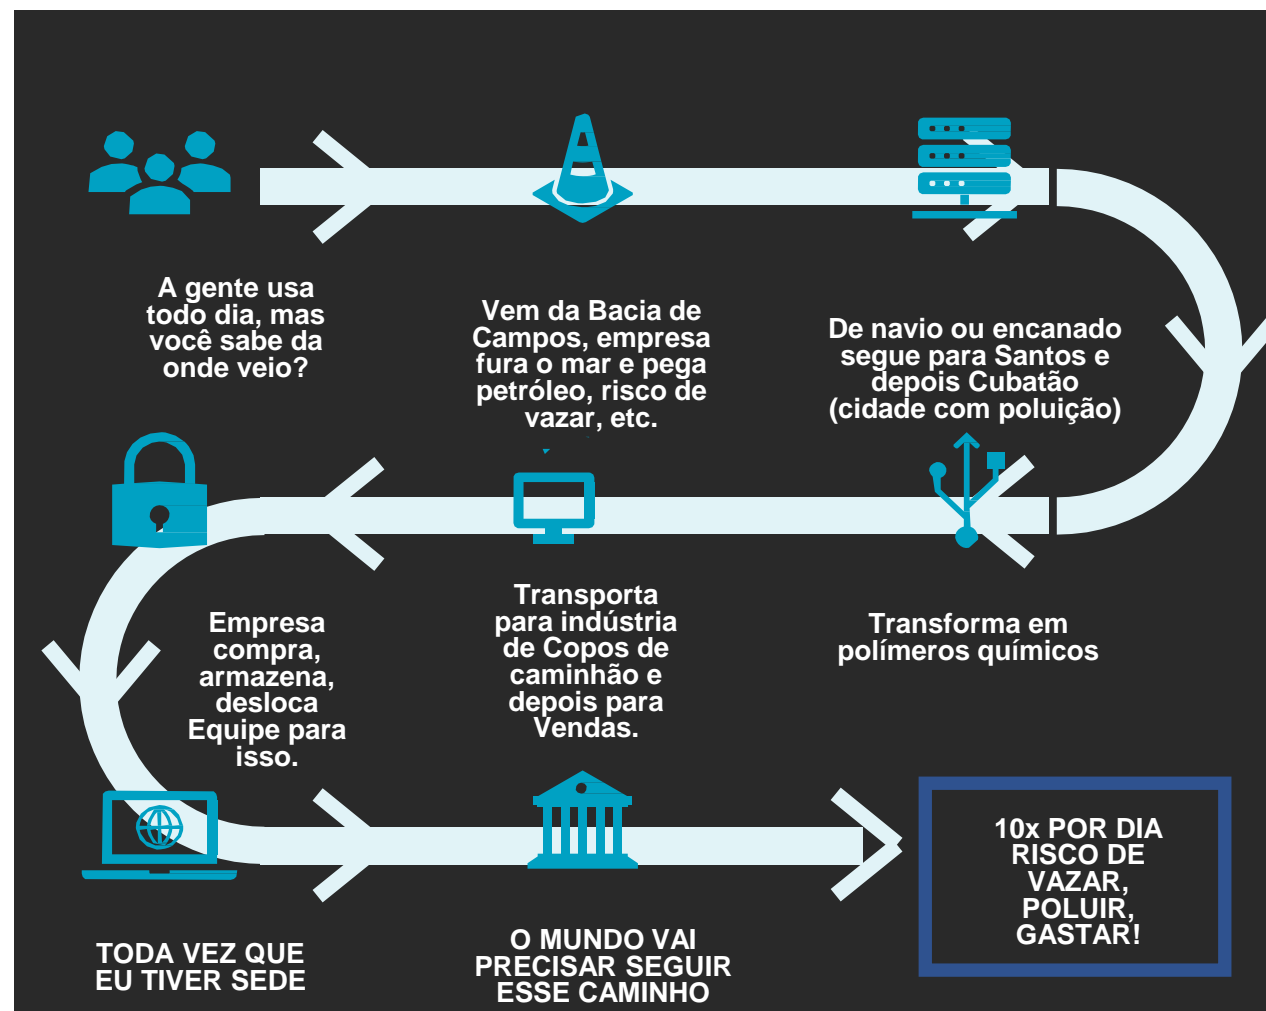 A gente usa
todo dia, mas
você sabe da
onde veio?
Vem da Bacia de
Campos, empresa
fura o mar e pega
petróleo, risco de
vazar, etc.
De navio ou encanado
segue para Santos e
depois Cubatão
(cidade com poluição)
Transforma em
polímeros químicos
Transporta
para indústria
de Copos de
caminhão e
depois para
Vendas.
Empresa
compra,
armazena,
desloca
Equipe para
isso.
TODA VEZ QUE
EU TIVER SEDE
O MUNDO VAI
PRECISAR SEGUIR
ESSE CAMINHO
10x POR DIA
RISCO DE
VAZAR,
POLUIR,
GASTAR!